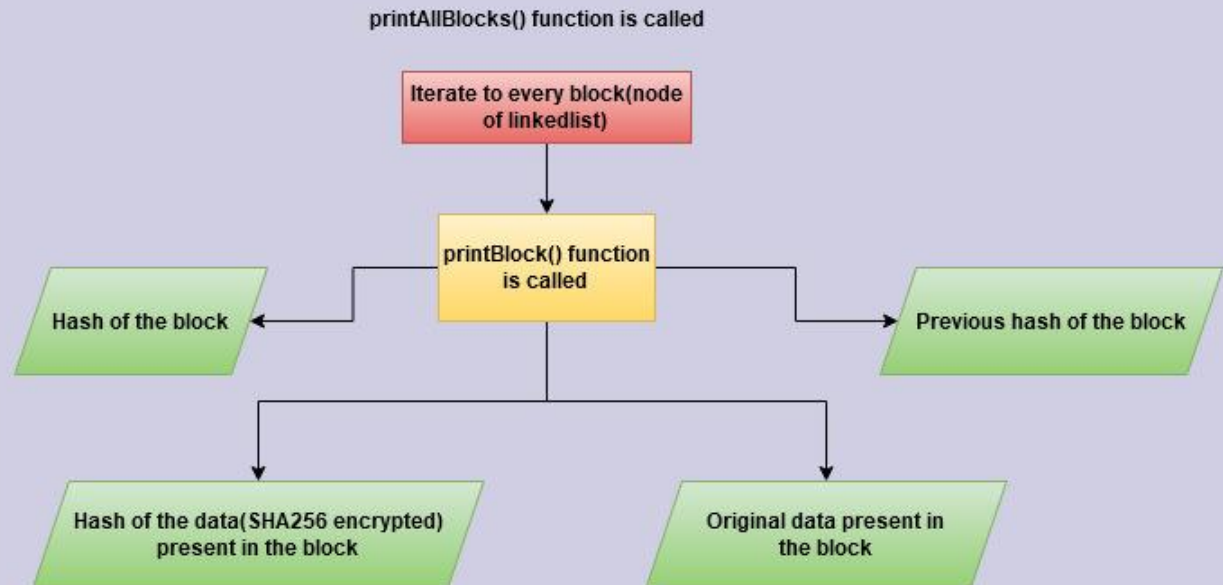 printAllBlocks() function is called
Iterate to every block(node
of linkedlist)
printBlock() function
is called
Hash of the block
Previous hash of the block
Hash of the data(SHA256 encrypted)
present in the block
Original data present in
the block